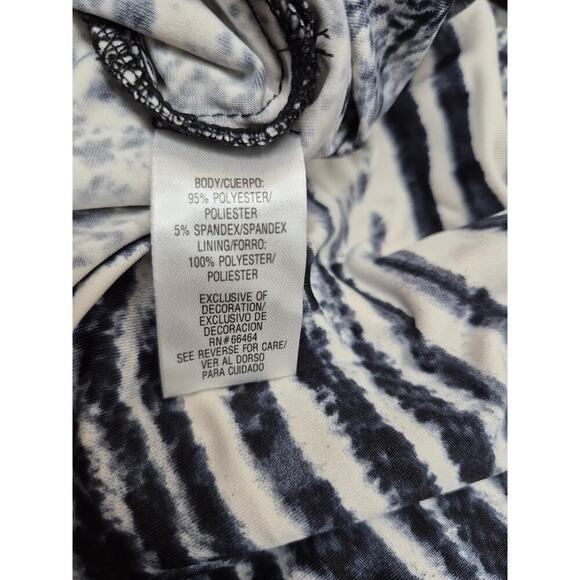 BODY/CUERPO:
95% POLYESTER/
POLIESTER
5% SPANDEX/SPANDEX
LINING/FORRO:
100% POLYESTER/
POLIESTER
EXCLUSIVE OF
DECORATION/
EXCLUSIVO DE
DECORACION
RN# 66464
SEE REVERSE FOR CARE/
VER AL DORSO
PARA CUIDADO